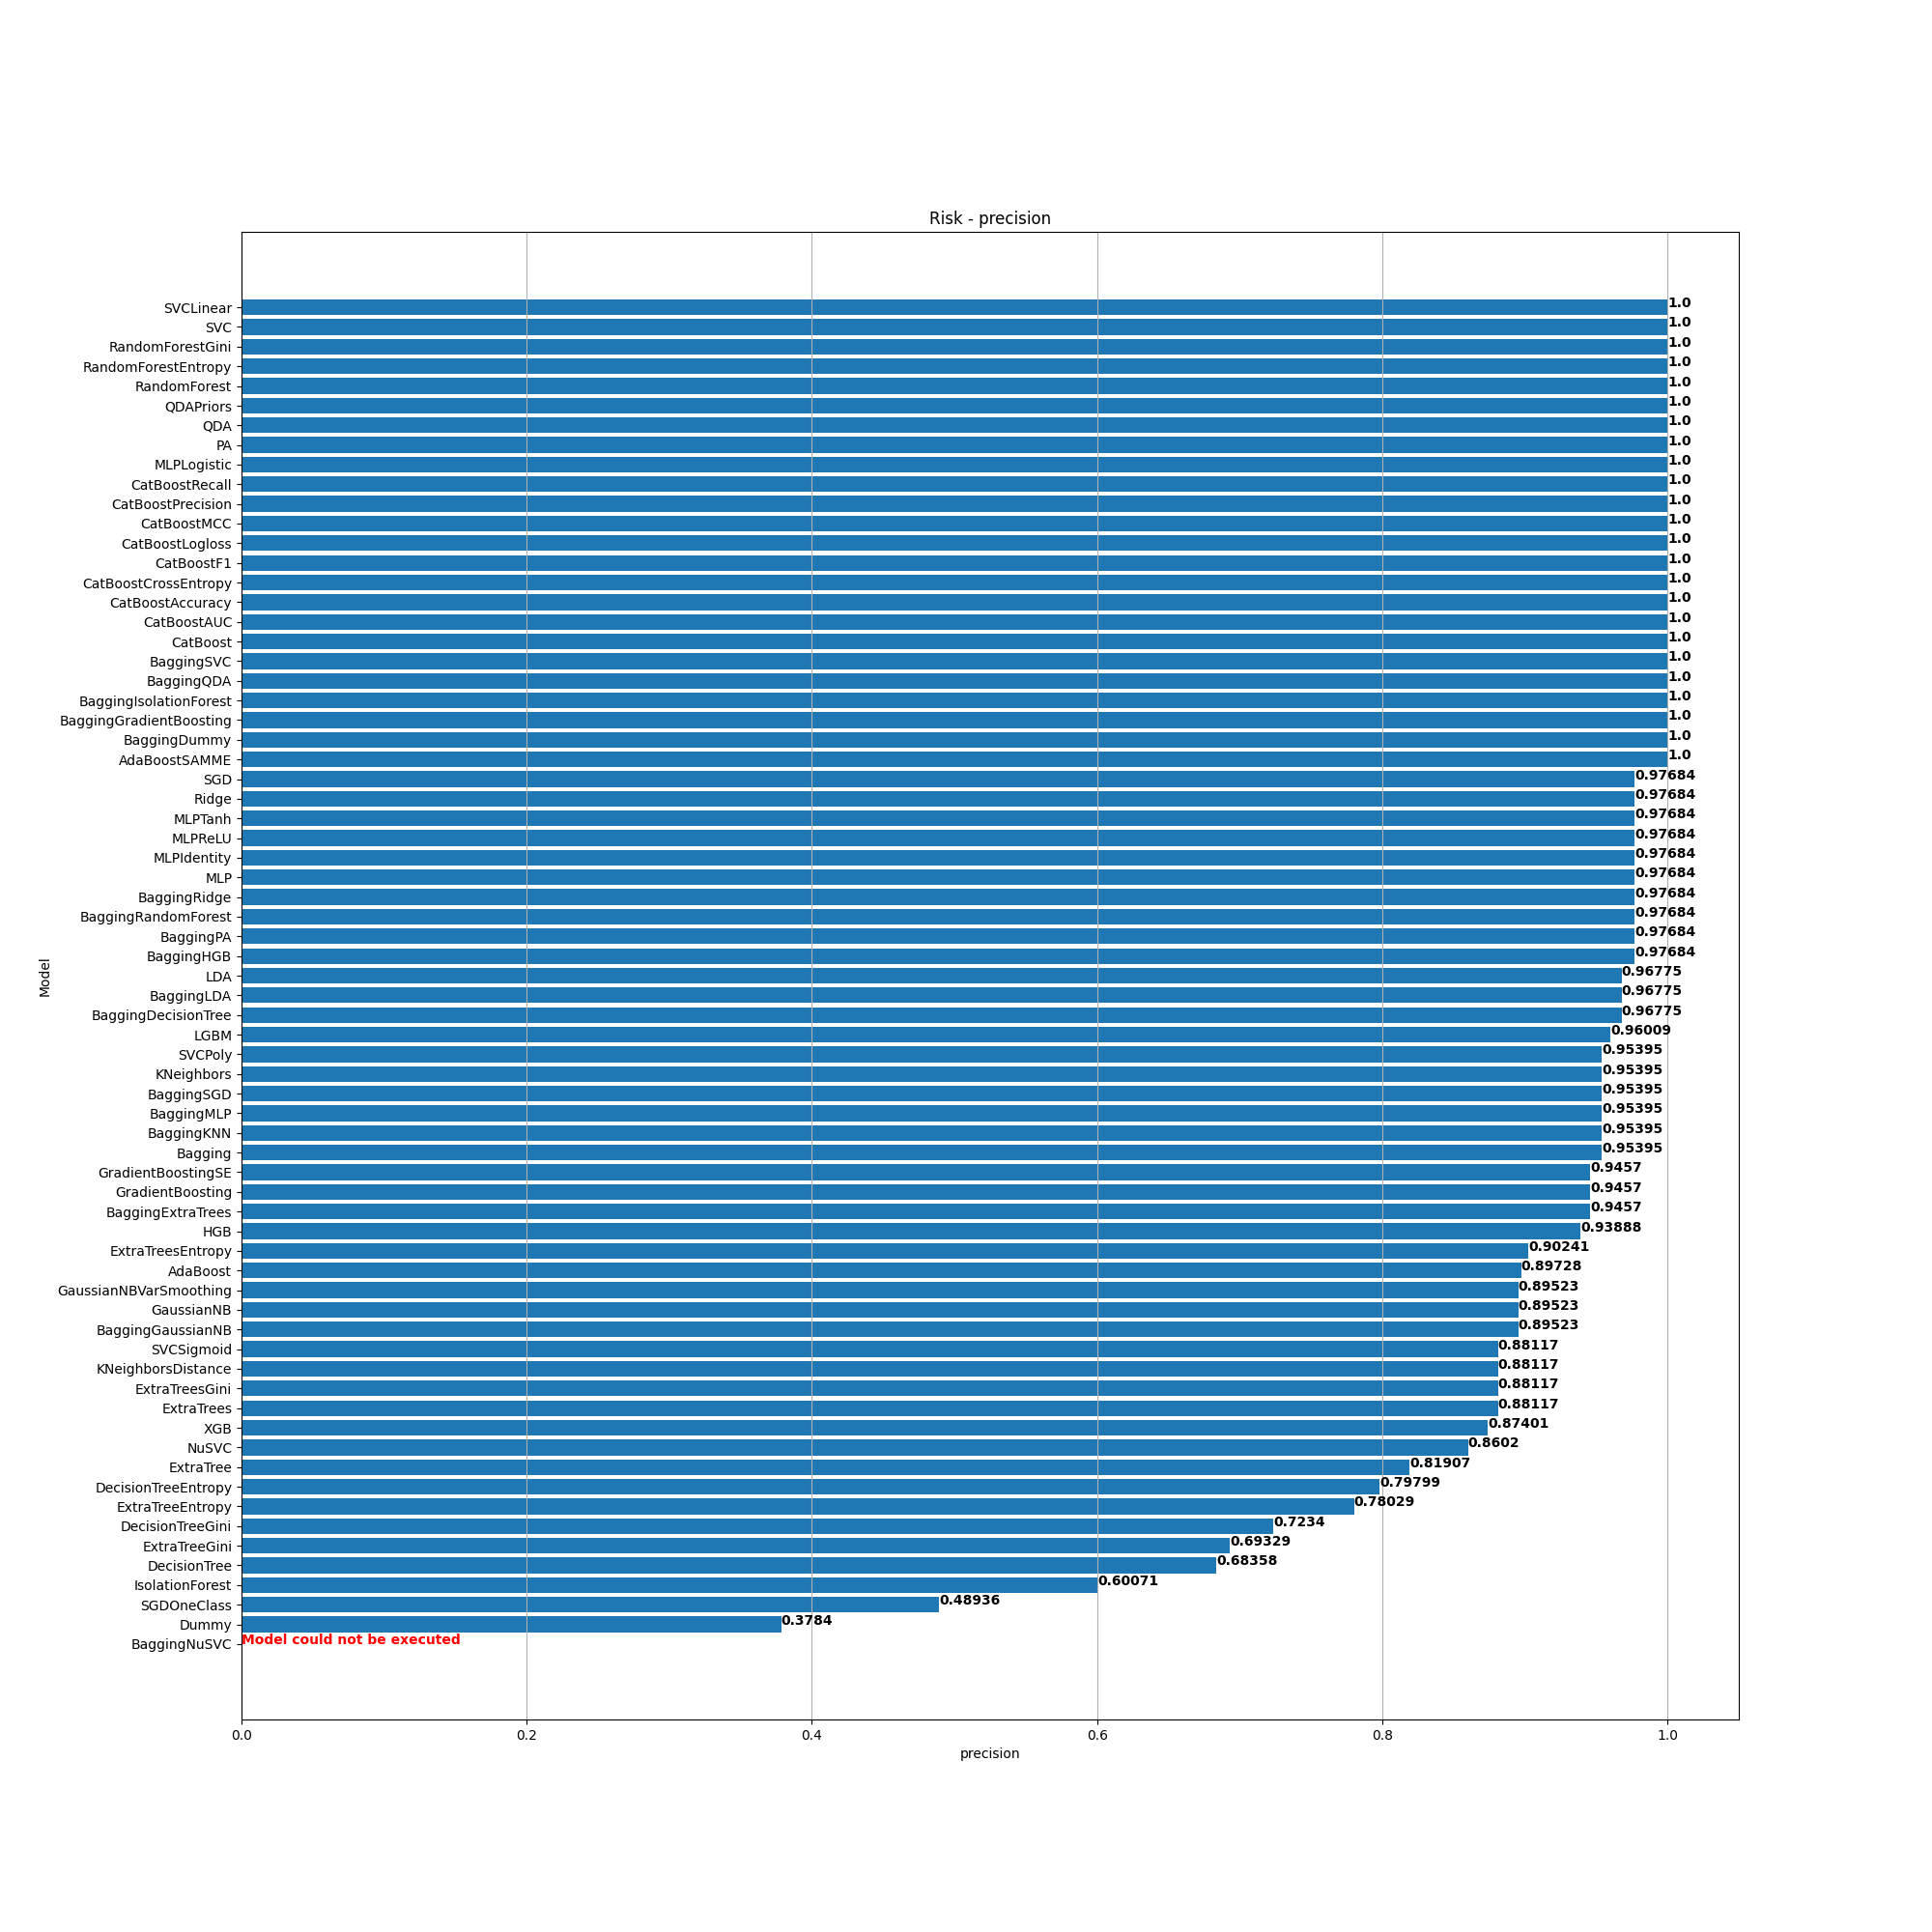 Risk - precision
SVCLinear 1.0
SVC 1.0
RandomForestGini 1.0
RandomForestEntropy 1.0
RandomForest 1.0
QDAPriors 1.0
QDA 1.0
PA 1.0
MLPLogistic 1.0
CatBoostRecall 1.0
CatBoostPrecision 1.0
CatBoostMCC 1.0
CatBoostLogloss 1.0
CatBoostF1 1.0
CatBoostCrossEntropy 1.0
CatBoostAccuracy 1.0
CatBoostAUC 1.0
CatBoost 1.0
BaggingSVC 1.0
BaggingQDA 1.0
BaggingIsolationForest 1.0
BaggingGradientBoosting 1.0
BaggingDummy 1.0
AdaBoostSAMME 1.0
SGD 0.97684
Ridge 0.97684
MLPTanh 0.97684
MLPReLU 0.97684
MLPIdentity 0.97684
MLP 0.97684
BaggingRidge 0.97684
BaggingRandomForest 0.97684
BaggingPA 0.97684
BaggingHGB 0.97684
LDA 0.96775
BaggingLDA 0.96775
BaggingDecisionTree 0.96775
LGBM 0.96009
SVCPoly 0.95395
KNeighbors 0.95395
BaggingSGD 0.95395
BaggingMLP 0.95395
BaggingKNN 0.95395
Bagging 0.95395
GradientBoostingSE 0.9457
GradientBoosting 0.9457
BaggingExtraTrees 0.9457
HGB 0.93888
ExtraTreesEntropy 0.90241
AdaBoost 0.89728
GaussianNBVarSmoothing 0.89523
GaussianNB 0.89523
BaggingGaussianNB 0.89523
SVCSigmoid 0.88117
KNeighborsDistance 0.88117
ExtraTreesGini 0.88117
ExtraTrees 0.88117
XGB 0.87401
NuSVC 0.8602
ExtraTree 0.81907
DecisionTreeEntropy 0.79799
ExtraTreeEntropy 0.78029
DecisionTreeGini 0.7234
ExtraTreeGini 0.69329
DecisionTree 0.68358
IsolationForest 0.60071
SGDOneClass 0.48936
Dummy 0.3784
BaggingNuSVC Model could not be executed
Model
0.0 0.2 0.4 0.6 0.8 1.0
precision